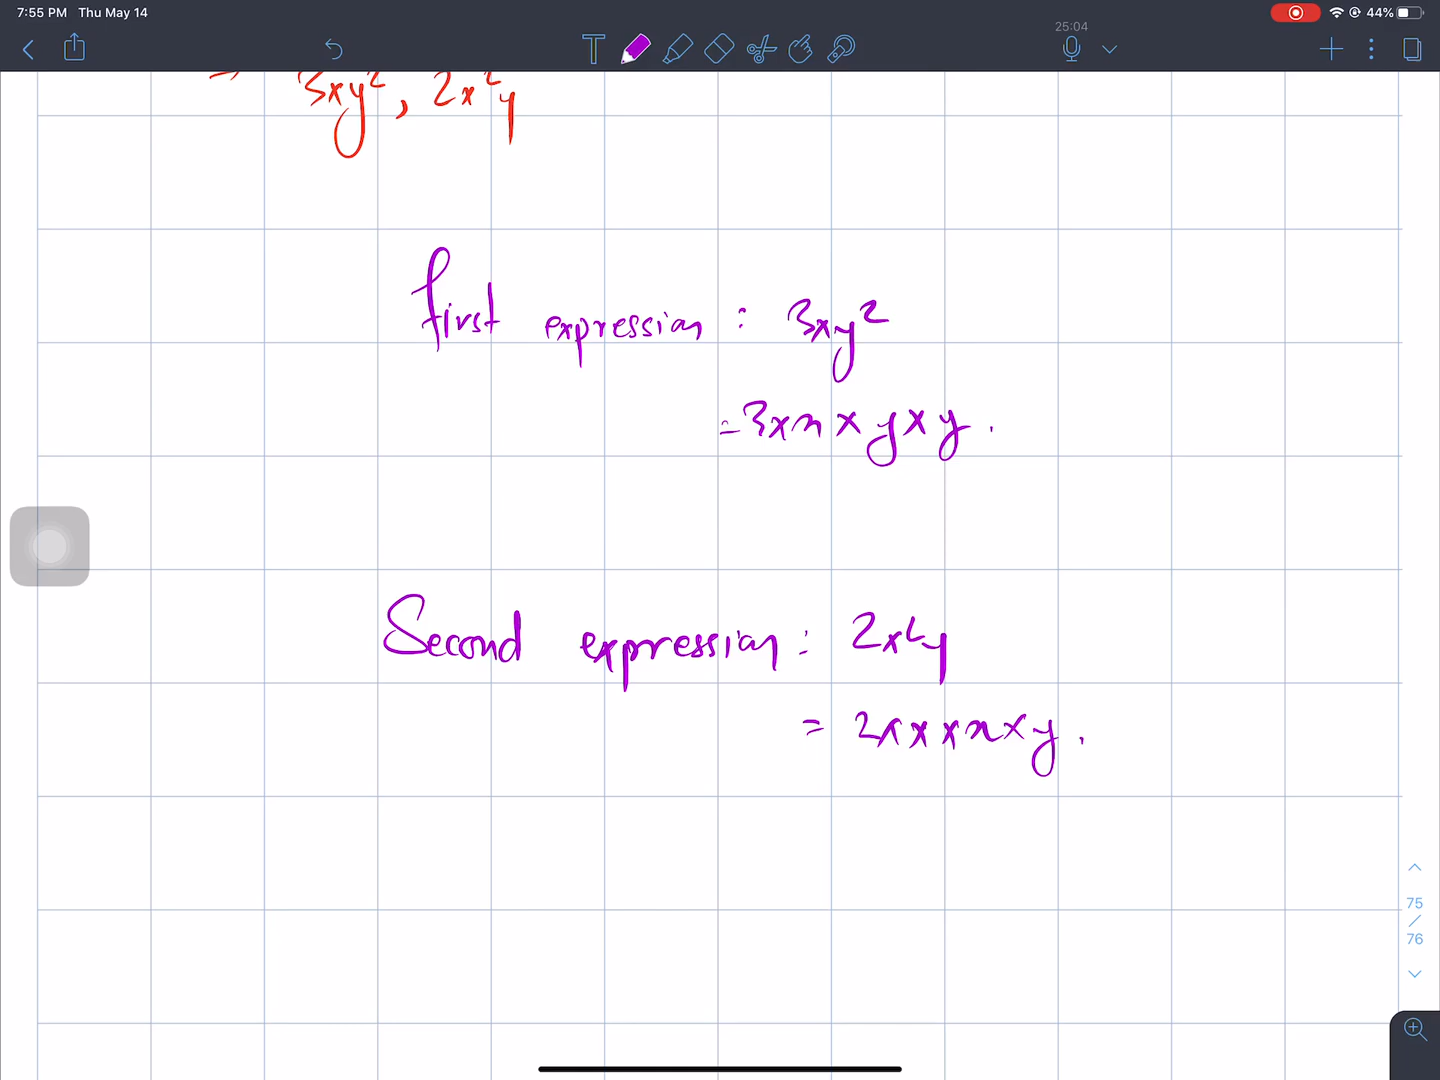 7:55 PM Thu May 14
44%
25:04
3xy², 2x²y
First expression : 3xy²
= 3 × x × y × y .
Second expression : 2x²y
= 2 × x × x × y .
75
/
76